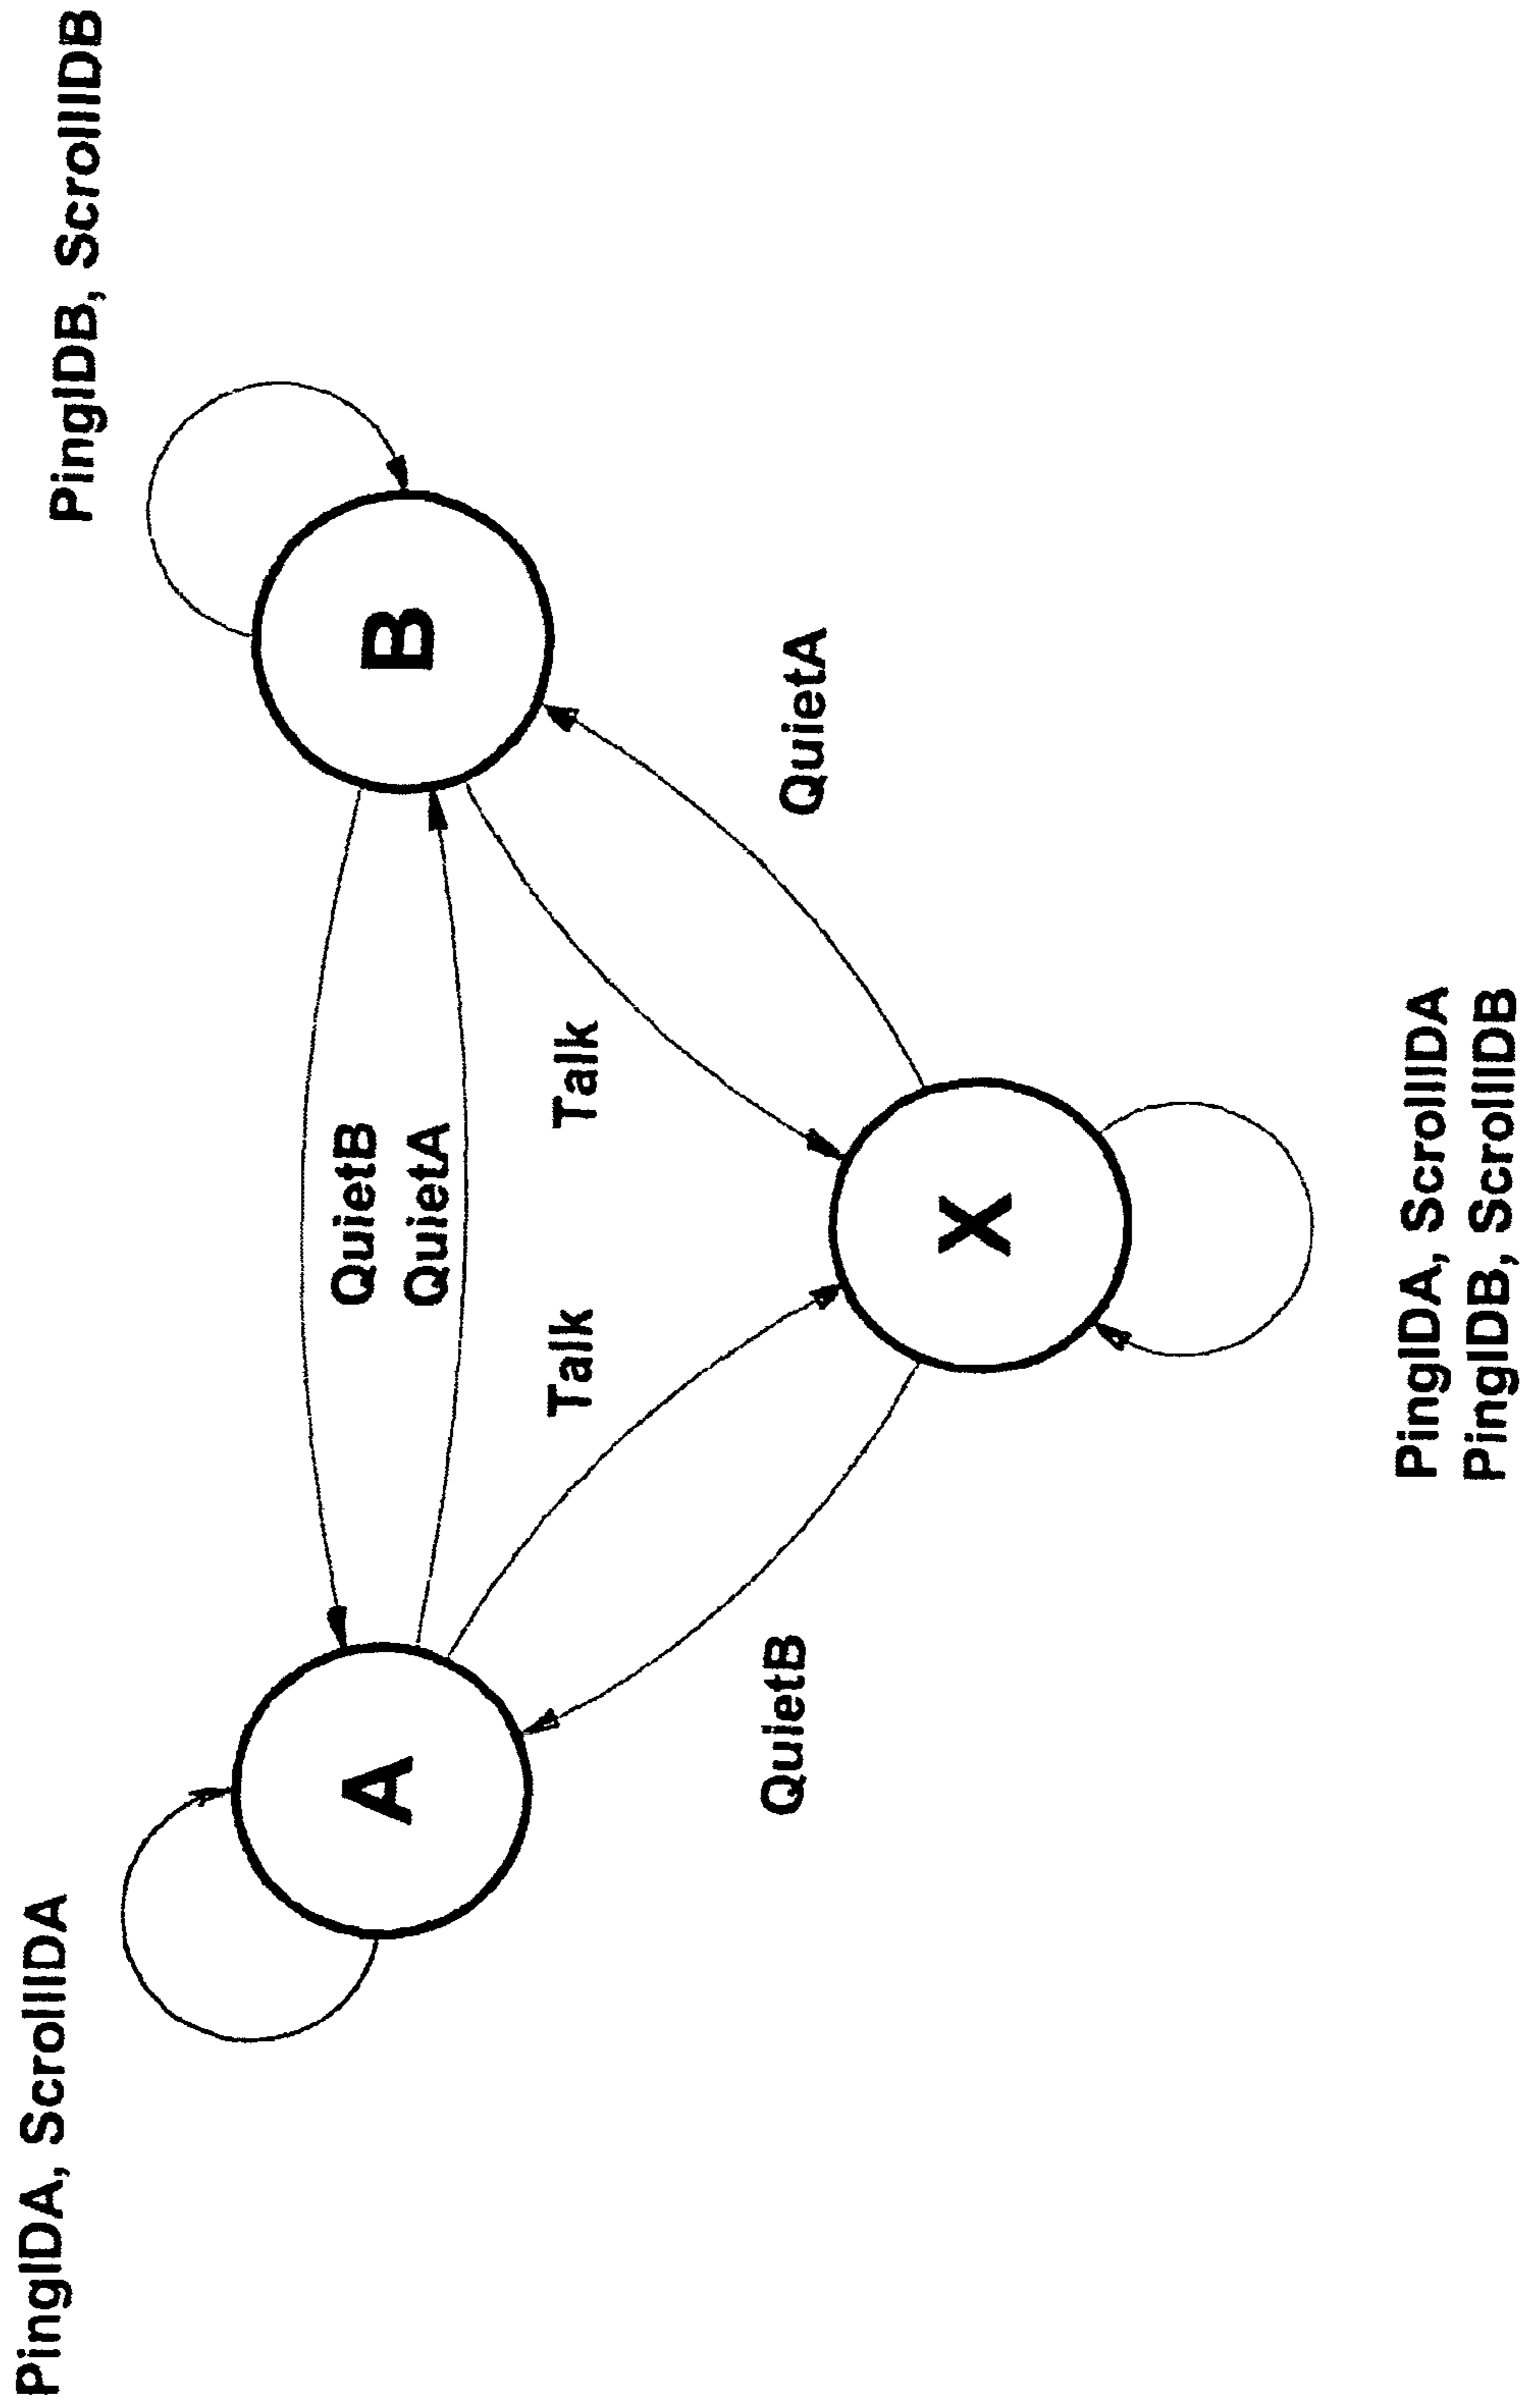 PingIDA, ScrollIDA
PingIDB, ScrollIDB
QuietB
A
B
QuietA
Talk
Talk
QuietB
QuietA
X
PingIDA, ScrollIDA
PingIDB, ScrollIDB